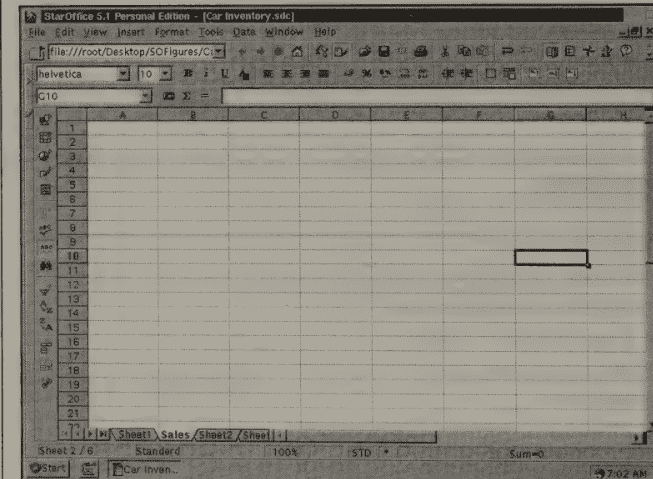 StarOffice 5.1 Personal Edition - [Car Inventory.sdc]
File Edit View Insert Format Tools Data Window Help
file:///root/Desktop/SOFigures/Ca
helvetica 10 B i U A
G10 Σ =
A B C D E F G H
1
2
3
4
5
6
7
8
9
10
11
12
13
14
15
16
17
18
19
20
21
22
Sheet1 Sales Sheet2 Sheet
Sheet 2 / 6 Standard 100% STD * Sum=0
Start Car Inven... 7:02 AM